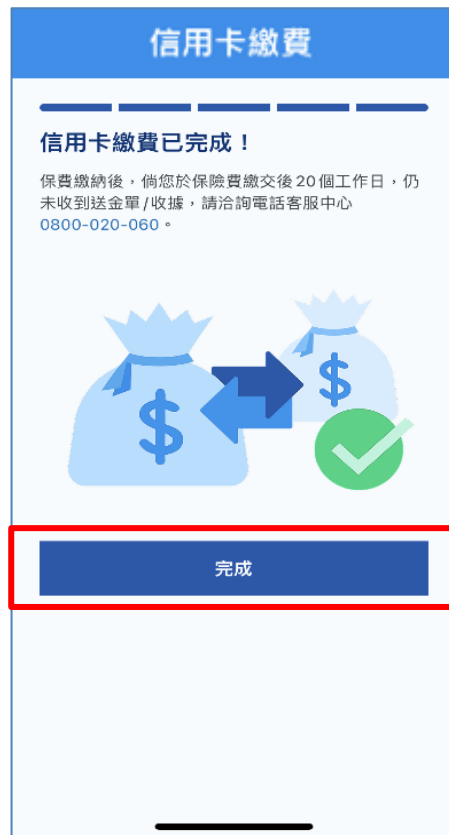 信用卡繳費
信用卡繳費已完成！
保費繳納後，倘您於保險費繳交後20個工作日，仍
未收到送金單/收據，請洽詢電話客服中心
0800-020-060。
$
$
完成